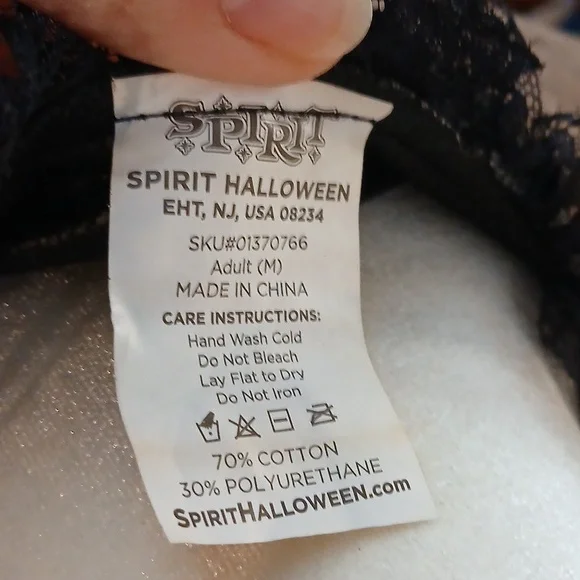 SPIRIT
SPIRIT HALLOWEEN
EHT, NJ, USA 08234
SKU#01370766
Adult (M)
MADE IN CHINA
CARE INSTRUCTIONS:
Hand Wash Cold
Do Not Bleach
Lay Flat to Dry
Do Not Iron
70% COTTON
30% POLYURETHANE
SPIRITHALLOWEEN.com